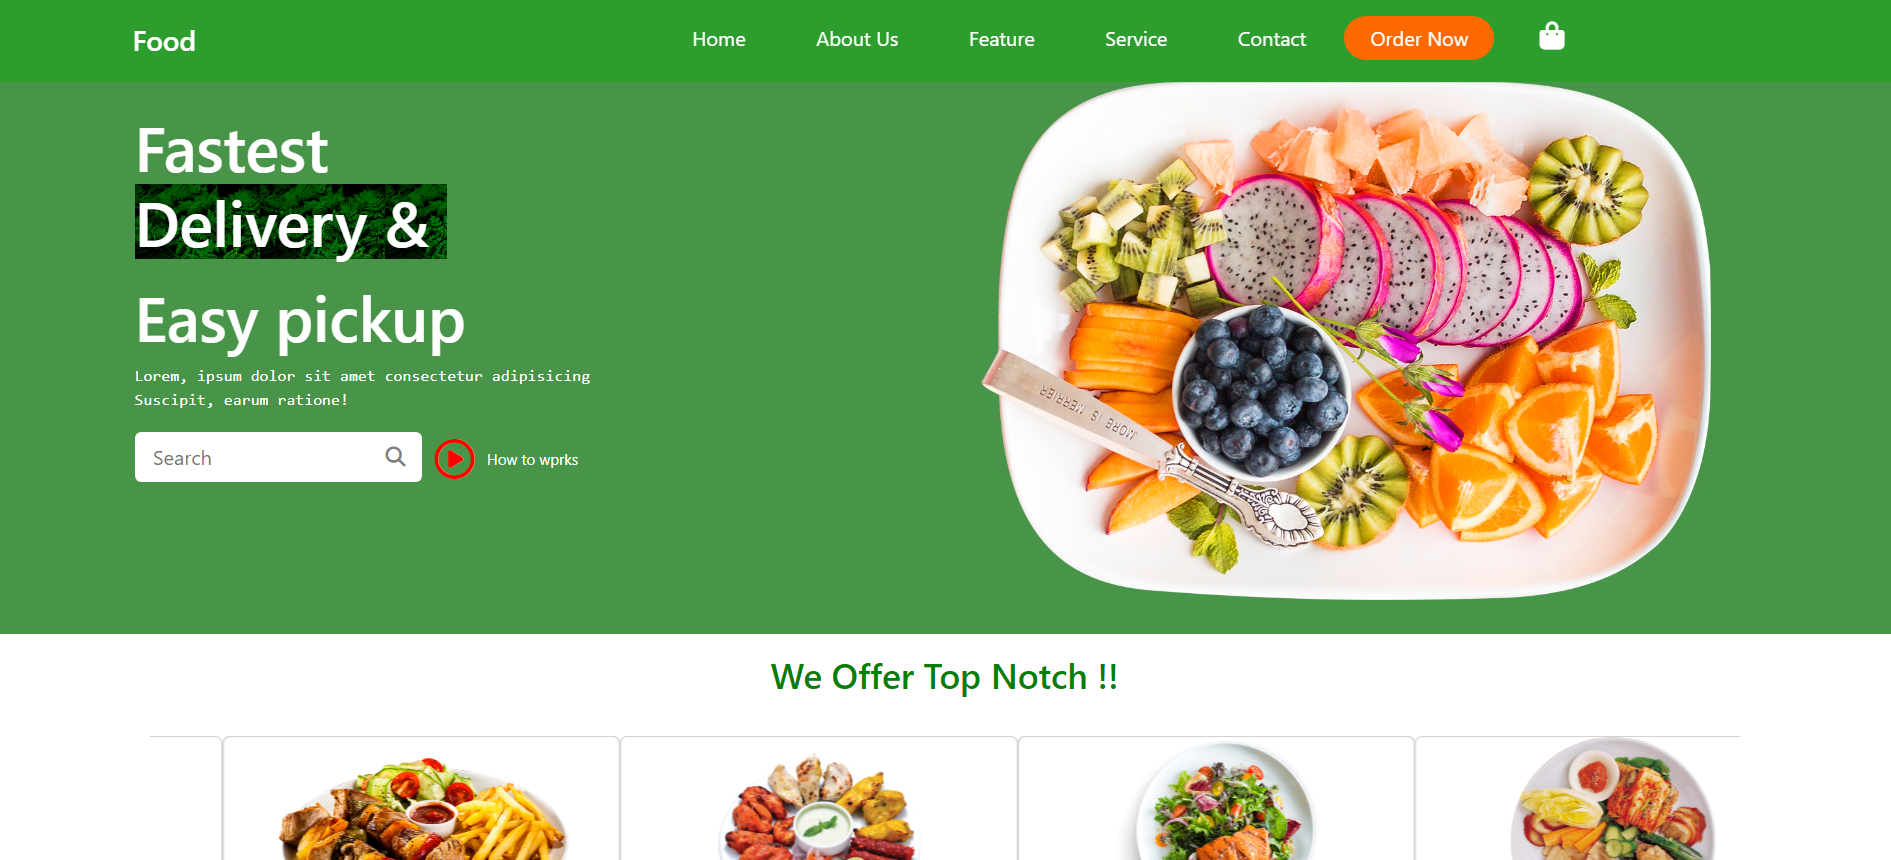 Food
Home
About Us
Feature
Service
Contact
Order Now
Fastest
Delivery &
Easy pickup
Lorem, ipsum dolor sit amet consectetur adipisicing
Suscipit, earum ratione!
Search
How to wprks
MORE IS MERRIER
We Offer Top Notch !!